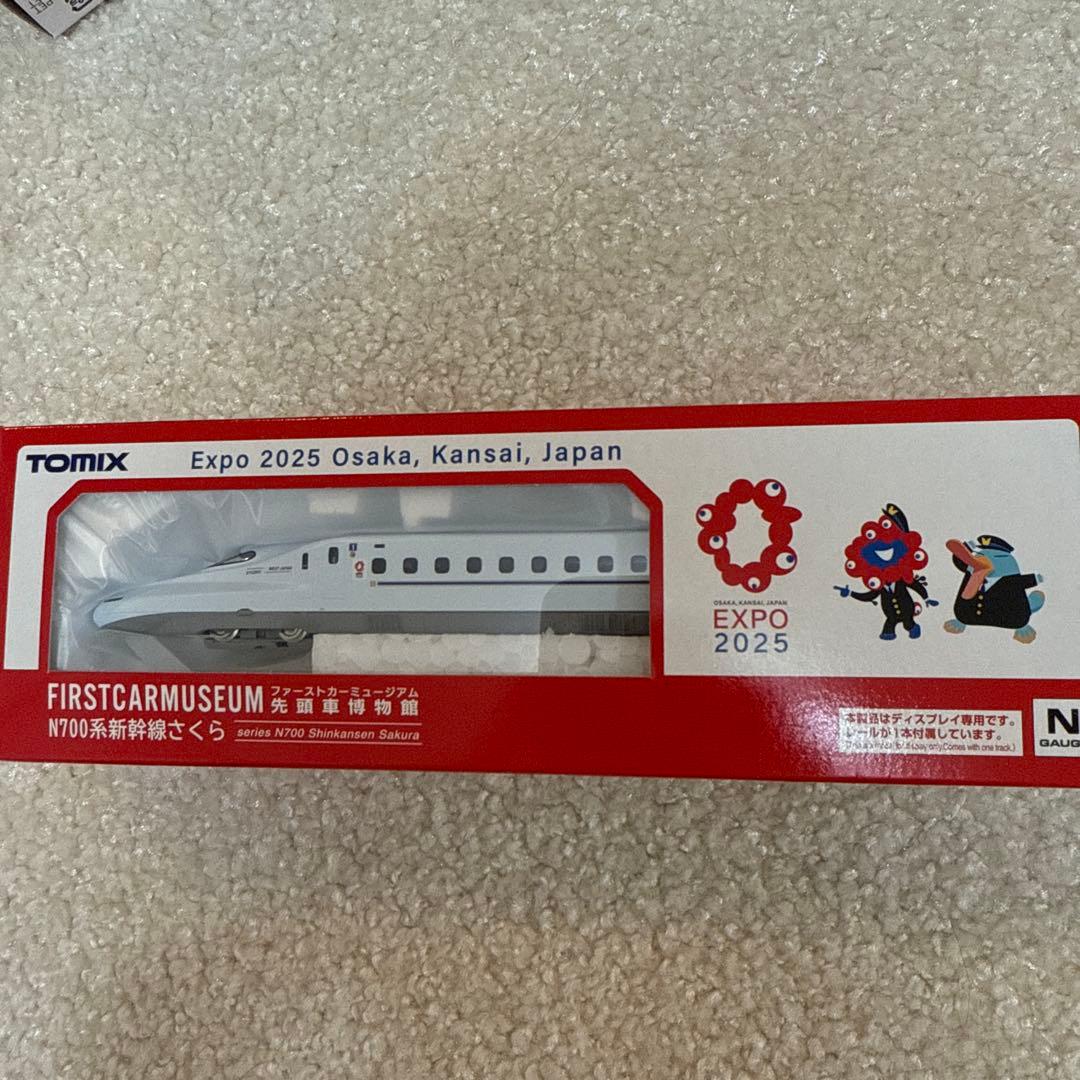 TOMIX
Expo 2025 Osaka, Kansai, Japan
WEST JAPAN
OSAKA, KANSAI, JAPAN
EXPO
2025
FIRSTCARMUSEUM
ファーストカーミュージアム
先頭車博物館
N700系新幹線さくら
series N700 Shinkansen Sakura
本製品はディスプレイ専用です。
レールが1本付属しています。
N
GAUG